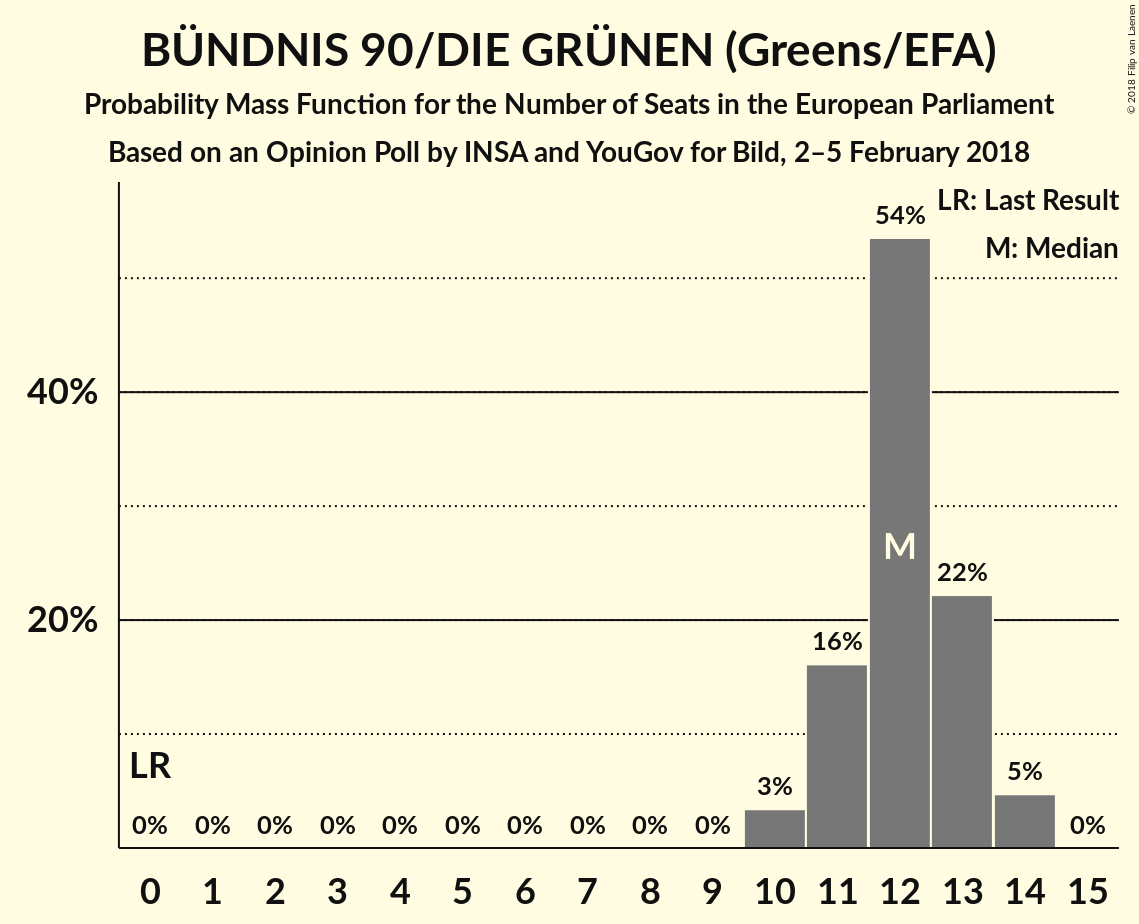 BÜNDNIS 90/DIE GRÜNEN (Greens/EFA)
Probability Mass Function for the Number of Seats in the European Parliament
Based on an Opinion Poll by INSA and YouGov for Bild, 2–5 February 2018
© 2018 Filip van Laenen
LR: Last Result
M: Median
54%
40%
M
22%
20%
16%
LR
5%
3%
0% 0% 0% 0% 0% 0% 0% 0% 0% 0% 0%
0 1 2 3 4 5 6 7 8 9 10 11 12 13 14 15